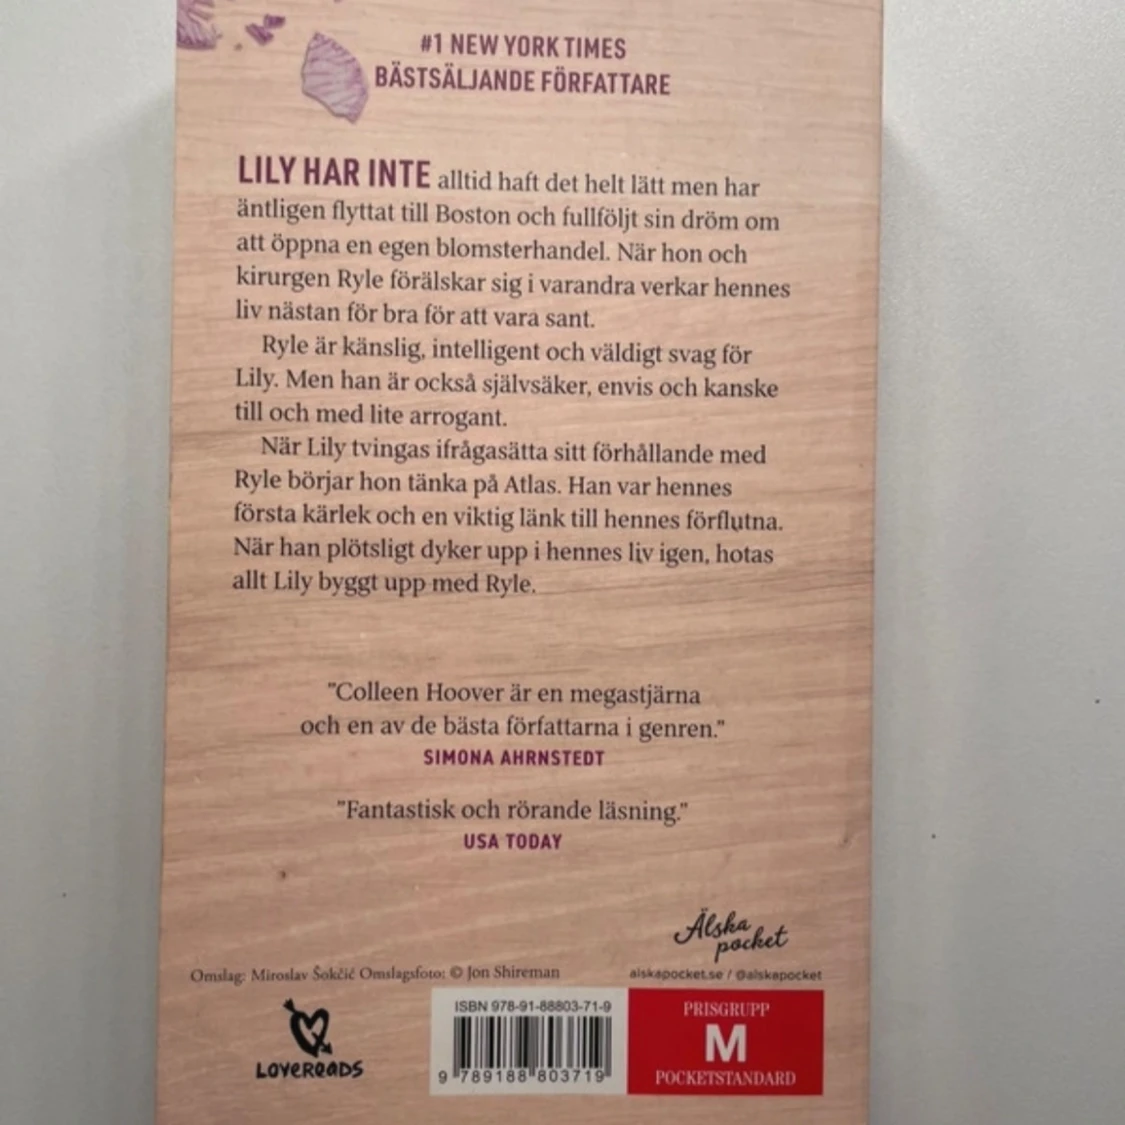 #1 NEW YORK TIMES
BÄSTSÄLJANDE FÖRFATTARE
LILY HAR INTE alltid haft det helt lätt men har
äntligen flyttat till Boston och fullföljt sin dröm om
att öppna en egen blomsterhandel. När hon och
kirurgen Ryle förälskar sig i varandra verkar hennes
liv nästan för bra för att vara sant.
Ryle är känslig, intelligent och väldigt svag för
Lily. Men han är också självsäker, envis och kanske
till och med lite arrogant.
När Lily tvingas ifrågasätta sitt förhållande med
Ryle börjar hon tänka på Atlas. Han var hennes
första kärlek och en viktig länk till hennes förflutna.
När han plötsligt dyker upp i hennes liv igen, hotas
allt Lily byggt upp med Ryle.
"Colleen Hoover är en megastjärna
och en av de bästa författarna i genren."
SIMONA AHRNSTEDT
"Fantastisk och rörande läsning."
USA TODAY
Älska
pocket
Omslag: Miroslav Šokčić Omslagsfoto: © Jon Shireman
alskapocket.se / @alskapocket
LOVEREADS
ISBN 978-91-88803-71-9
9 789188 803719
PRISGRUPP
M
POCKETSTANDARD